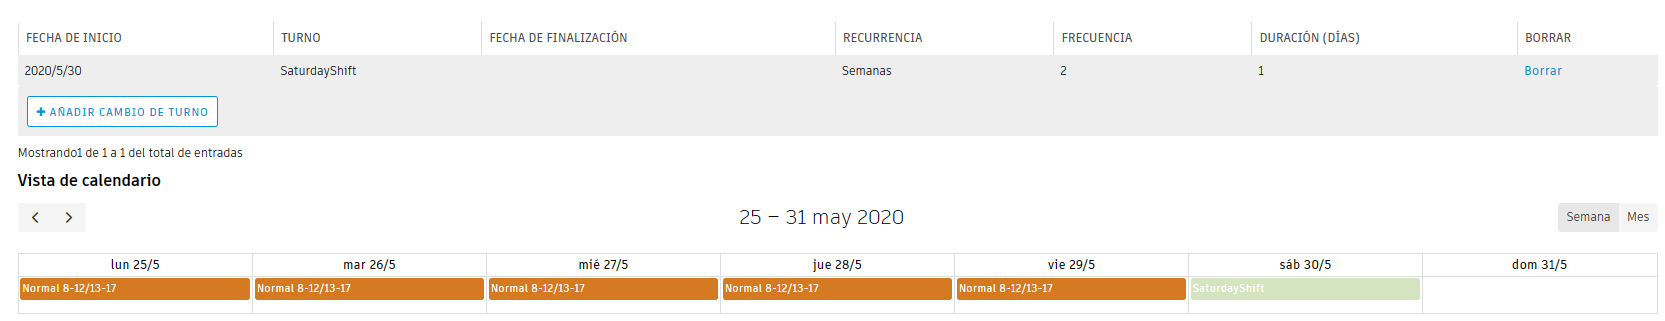 FECHA DE INICIO TURNO FECHA DE FINALIZACIÓN RECURRENCIA FRECUENCIA DURACIÓN (DÍAS) BORRAR
2020/5/30 SaturdayShift Semanas 2 1 Borrar
+ AÑADIR CAMBIO DE TURNO
Mostrando1 de 1 a 1 del total de entradas
Vista de calendario
25 – 31 may 2020 Semana Mes
lun 25/5 mar 26/5 mié 27/5 jue 28/5 vie 29/5 sáb 30/5 dom 31/5
Normal 8-12/13-17 Normal 8-12/13-17 Normal 8-12/13-17 Normal 8-12/13-17 Normal 8-12/13-17 SaturdayShift